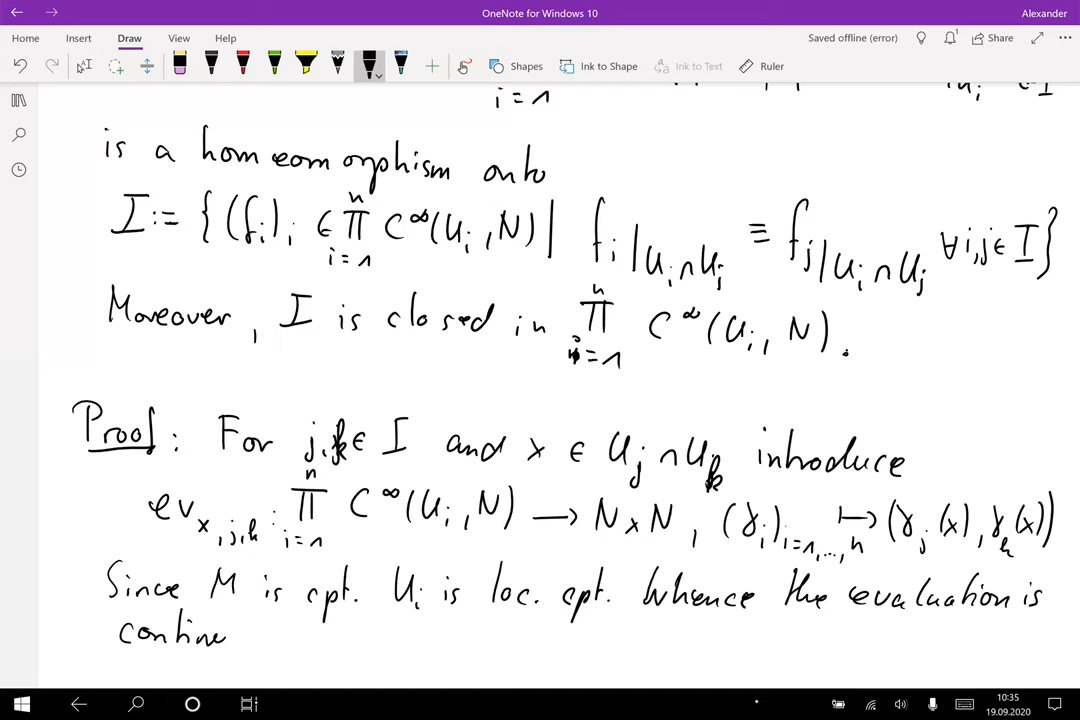 OneNote for Windows 10
Alexander
Home Insert Draw View Help
Saved offline (error)
Share
Shapes
Ink to Shape
Ink to Text
Ruler
i = 1
is a homeomorphism onto
I := { (f_i)_i ∈ ∏_{i=1}^n C^∞(U_i, N) | f_i|_{U_i ∩ U_j} ≡ f_j|_{U_i ∩ U_j} ∀ i,j ∈ I }
Moreover, I is closed in ∏_{i=1}^n C^∞(U_i, N).
Proof: For j,k ∈ I and x ∈ U_j ∩ U_k introduce
ev_{x,j,k}: ∏_{i=1}^n C^∞(U_i, N) → N × N, (γ_i)_{i=1,...,n} ↦ (γ_j(x), γ_k(x))
Since M is cpt. U_i is loc. cpt. Whence the evaluation is
continu
10:35
19.09.2020